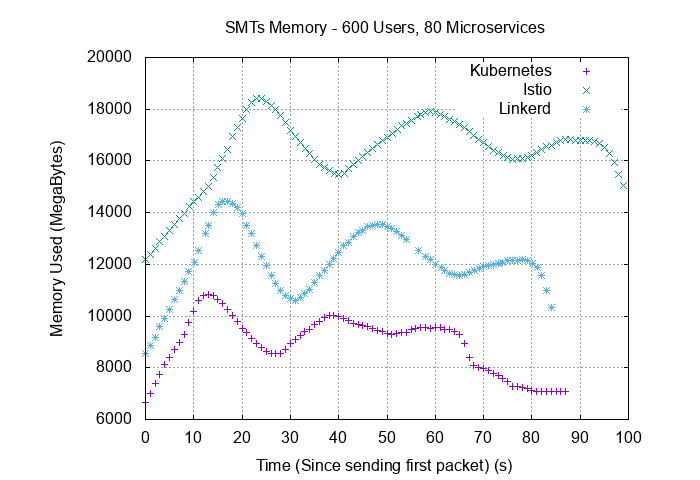 SMTs Memory - 600 Users, 80 Microservices
20000
18000
16000
14000
12000
10000
8000
6000
Memory Used (MegaBytes)
Kubernetes
Istio
Linkerd
0 10 20 30 40 50 60 70 80 90 100
Time (Since sending first packet) (s)